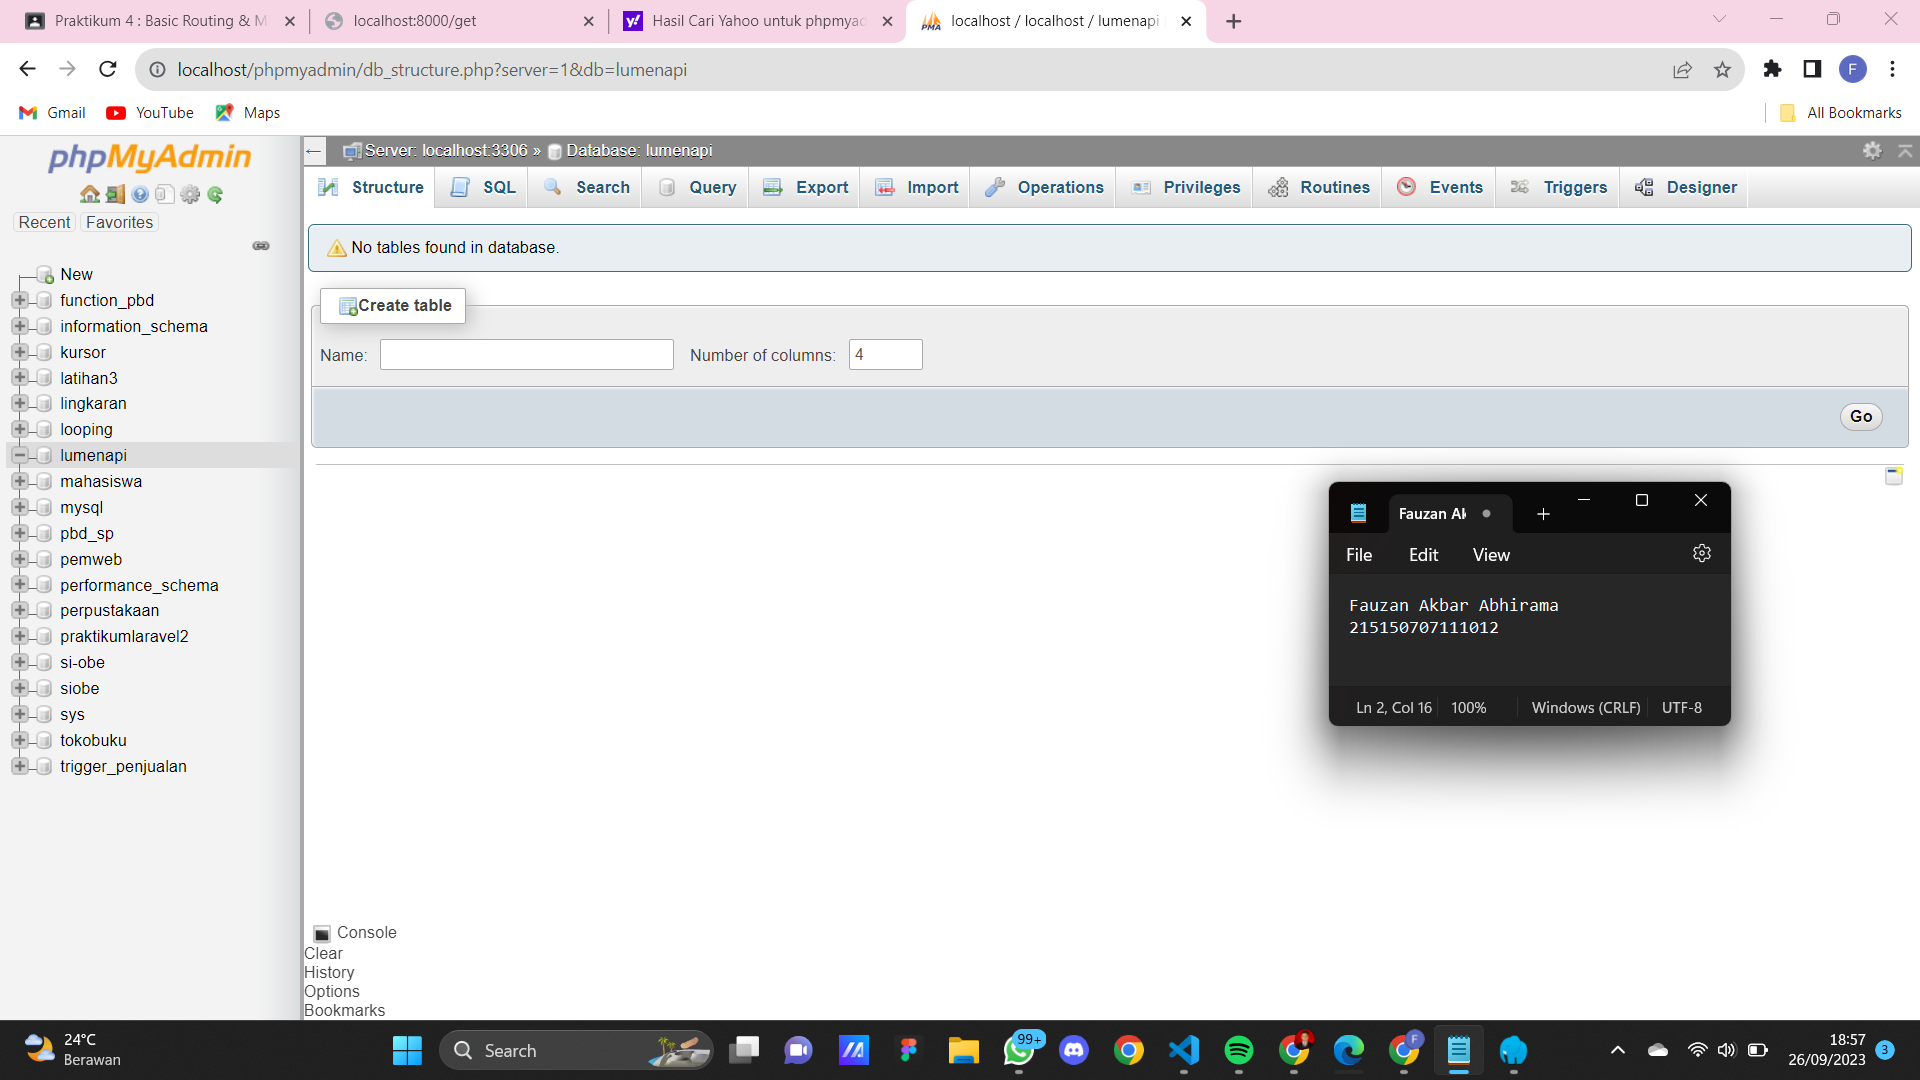 Praktikum 4 : Basic Routing & M
localhost:8000/get
Hasil Cari Yahoo untuk phpmyad
localhost / localhost / lumenapi
localhost/phpmyadmin/db_structure.php?server=1&db=lumenapi
F
Gmail
YouTube
Maps
All Bookmarks
phpMyAdmin
Recent
Favorites
New
function_pbd
information_schema
kursor
latihan3
lingkaran
looping
lumenapi
mahasiswa
mysql
pbd_sp
pemweb
performance_schema
perpustakaan
praktikumlaravel2
si-obe
siobe
sys
tokobuku
trigger_penjualan
Server: localhost:3306 » Database: lumenapi
Structure
SQL
Search
Query
Export
Import
Operations
Privileges
Routines
Events
Triggers
Designer
No tables found in database.
Create table
Name:
Number of columns: 4
Go
Fauzan Ak
File
Edit
View
Fauzan Akbar Abhirama
215150707111012
Ln 2, Col 16
100%
Windows (CRLF)
UTF-8
Console
Clear
History
Options
Bookmarks
24°C
Berawan
Search
99+
F
18:57
26/09/2023
3